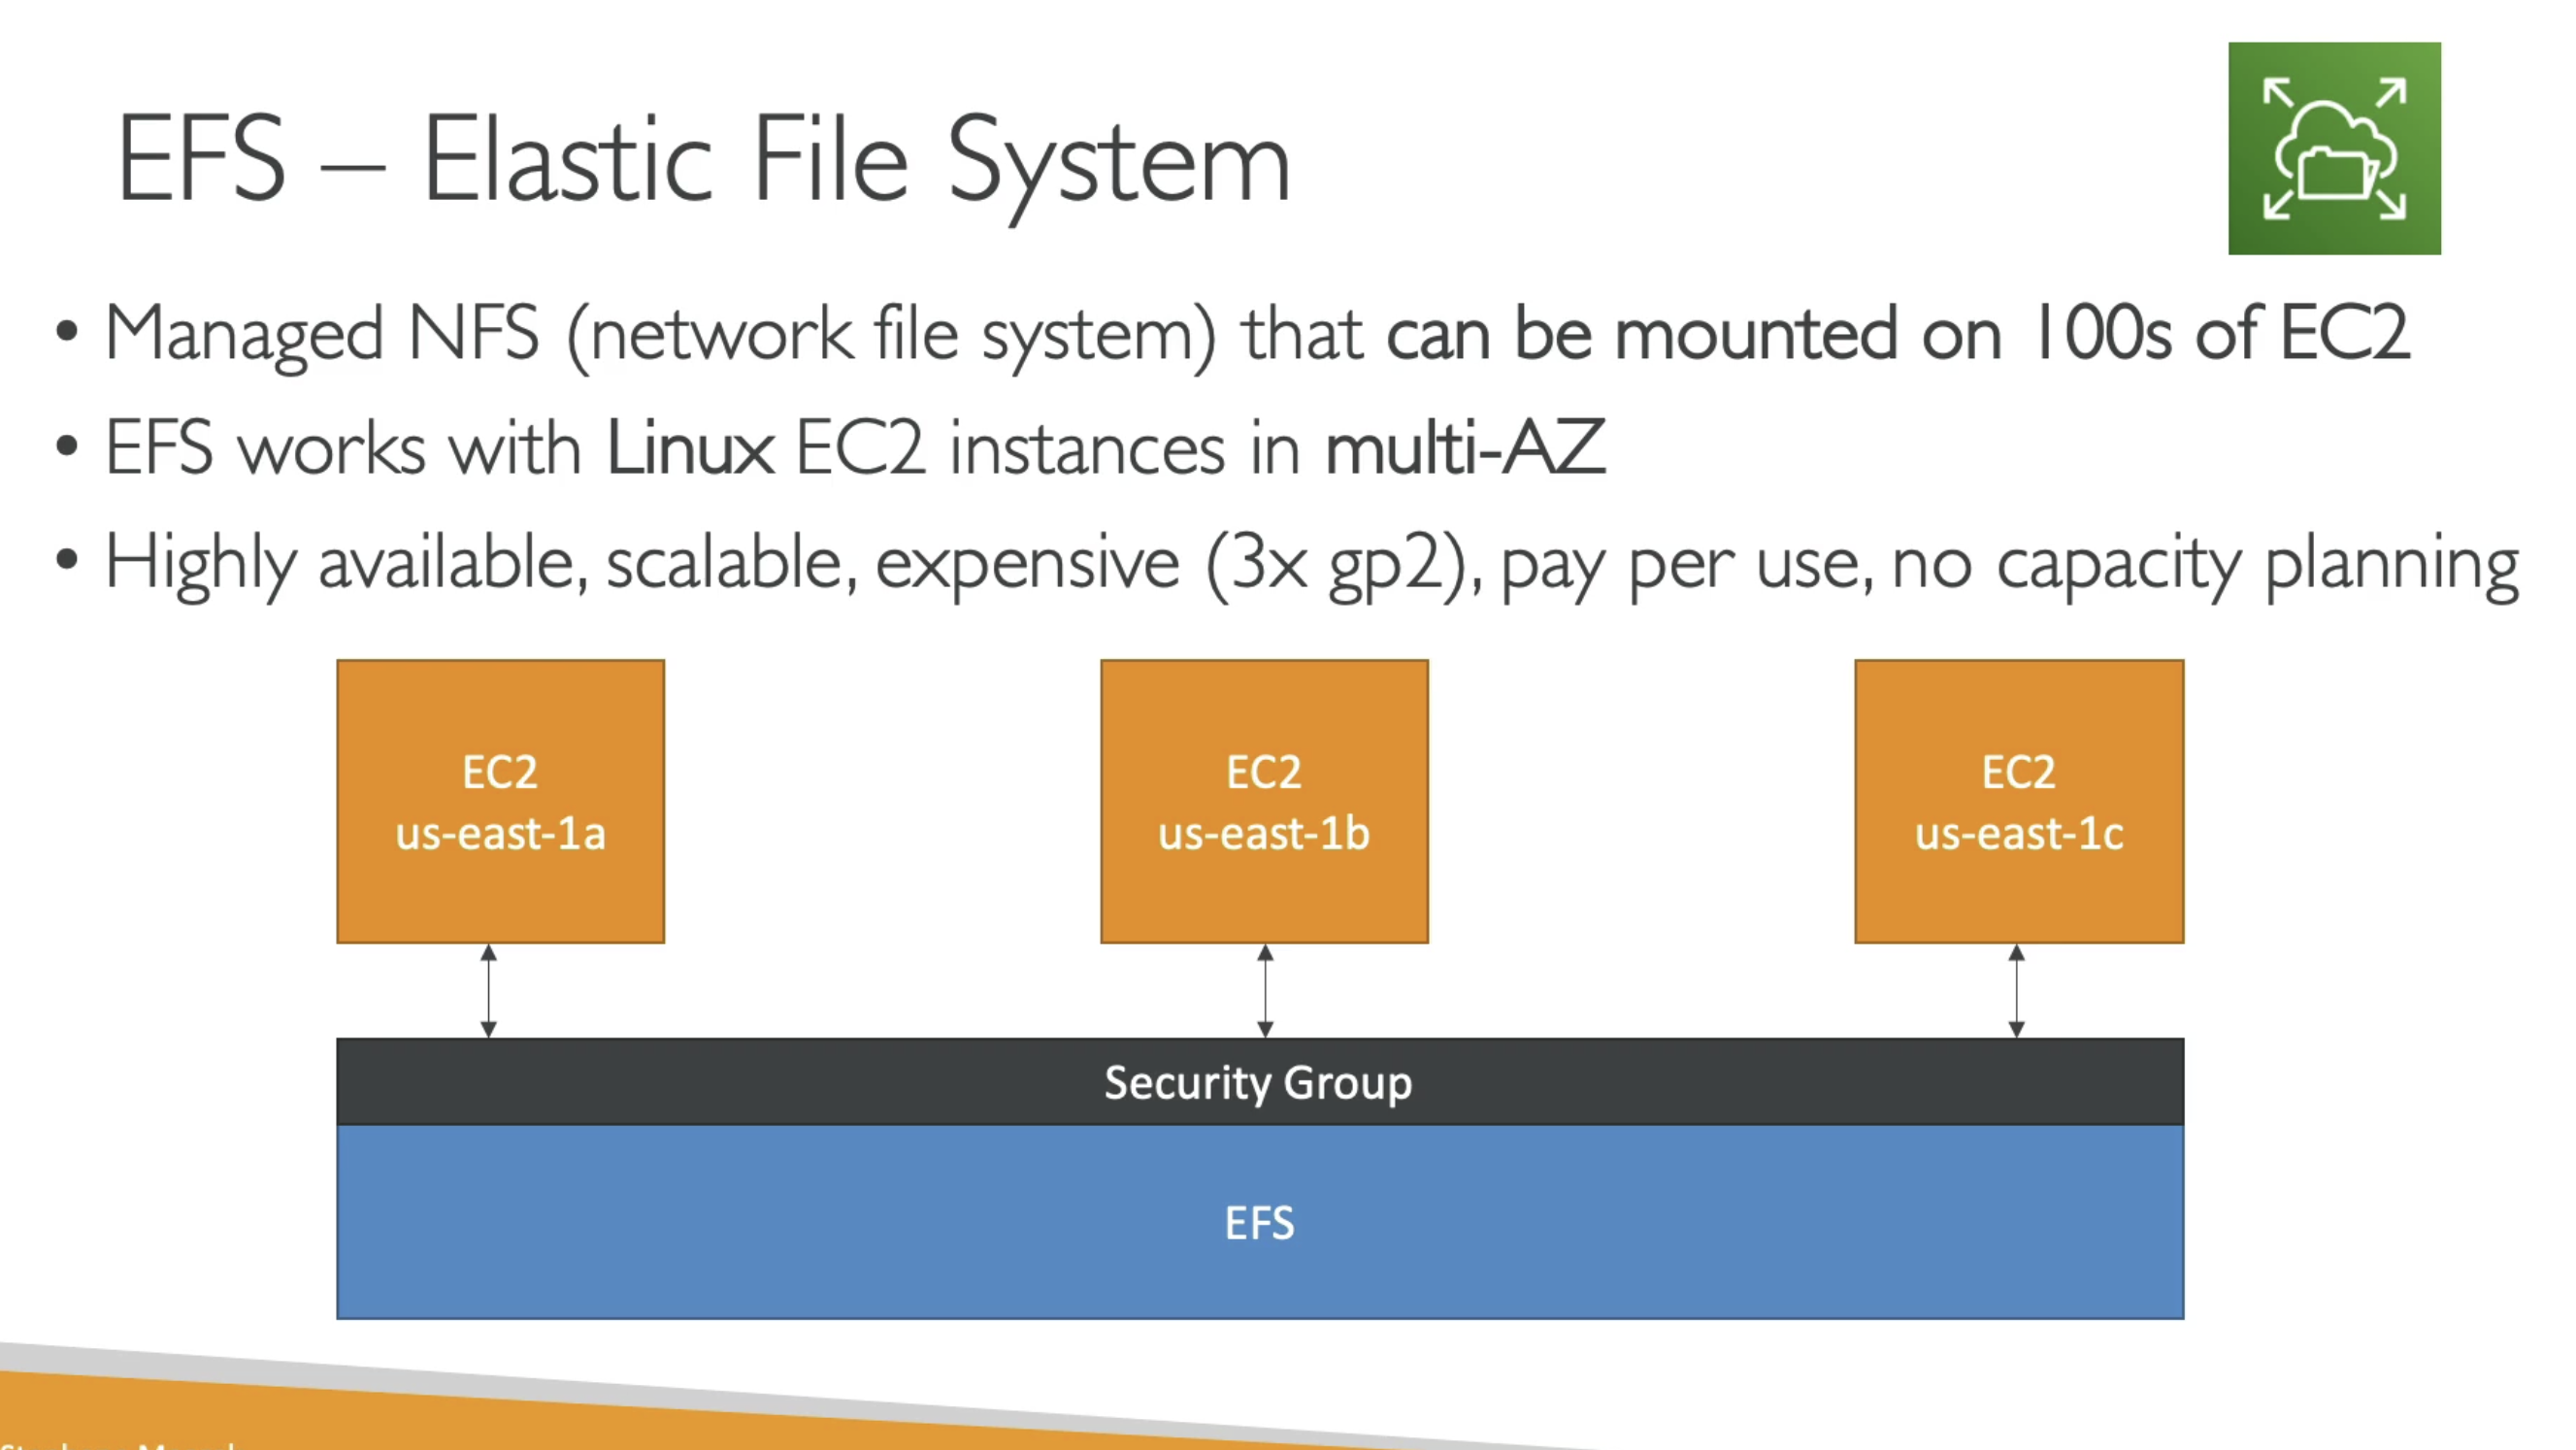 EFS – Elastic File System
• Managed NFS (network file system) that can be mounted on 100s of EC2
• EFS works with Linux EC2 instances in multi-AZ
• Highly available, scalable, expensive (3x gp2), pay per use, no capacity planning
EC2
us-east-1a
EC2
us-east-1b
EC2
us-east-1c
Security Group
EFS